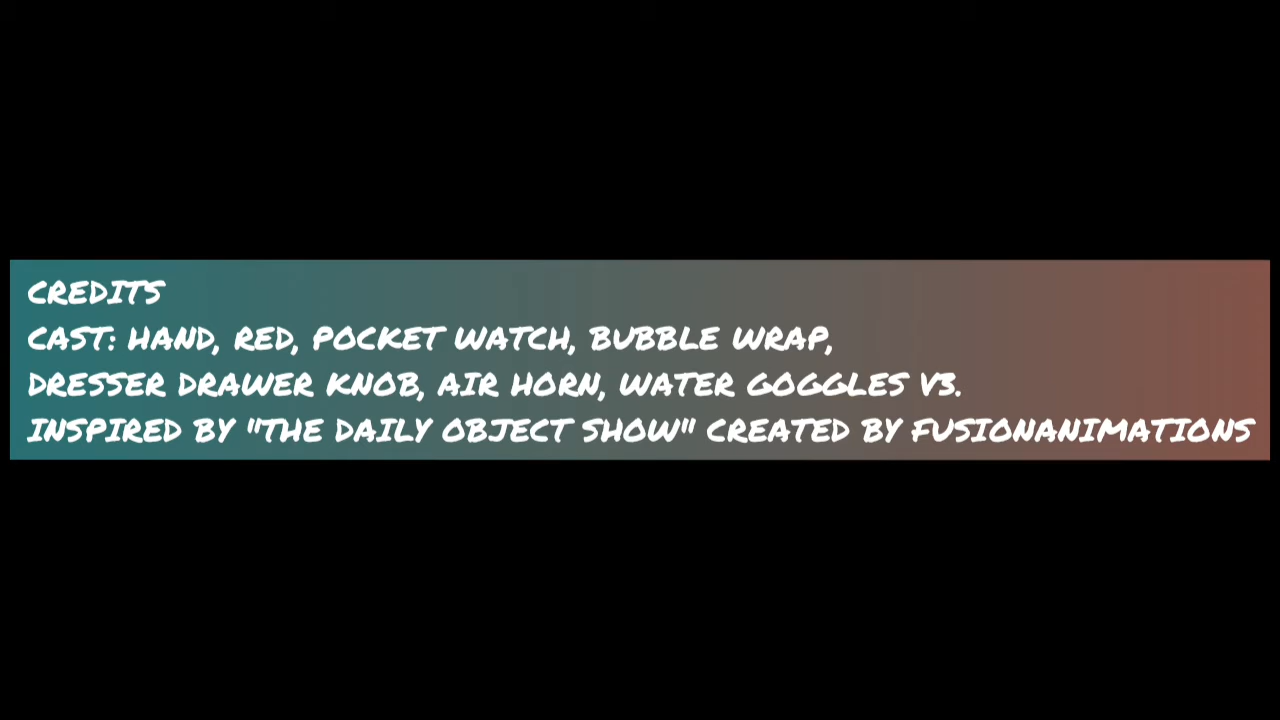 CREDITS
CAST: HAND, RED, POCKET WATCH, BUBBLE WRAP,
DRESSER DRAWER KNOB, AIR HORN, WATER GOGGLES V3.
INSPIRED BY "THE DAILY OBJECT SHOW" CREATED BY FUSIONANIMATIONS